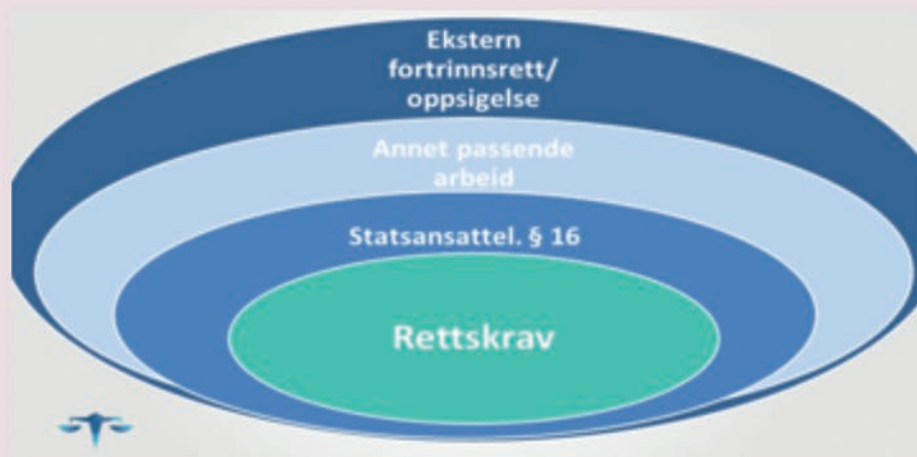 Ekstern
fortrinnsrett/
oppsigelse
Annet passende
arbeid
Statsansattel. § 16
Rettskrav